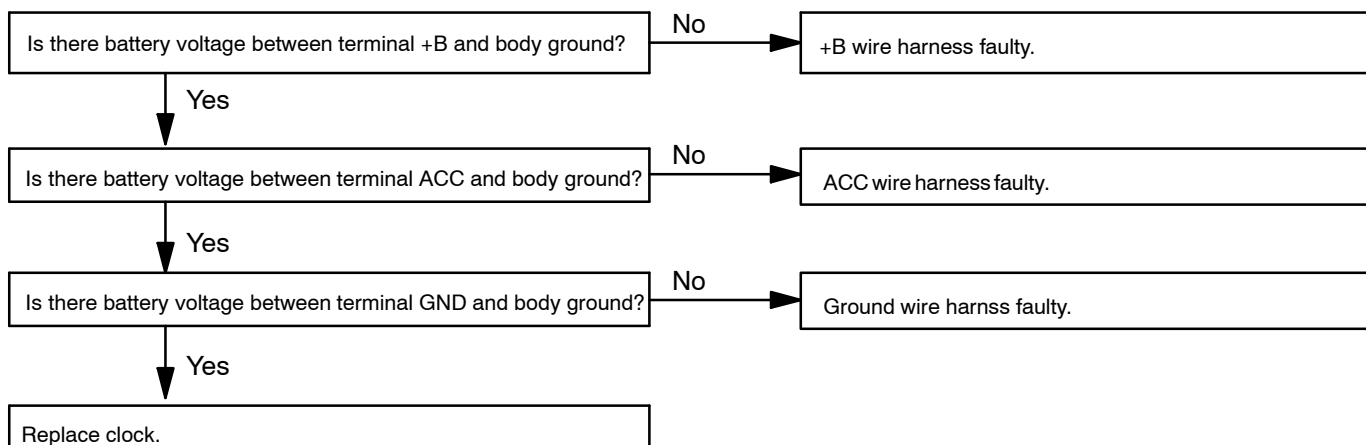 Is there battery voltage between terminal +B and body ground?
No
+B wire harness faulty.
Yes
Is there battery voltage between terminal ACC and body ground?
No
ACC wire harness faulty.
Yes
Is there battery voltage between terminal GND and body ground?
No
Ground wire harnss faulty.
Yes
Replace clock.